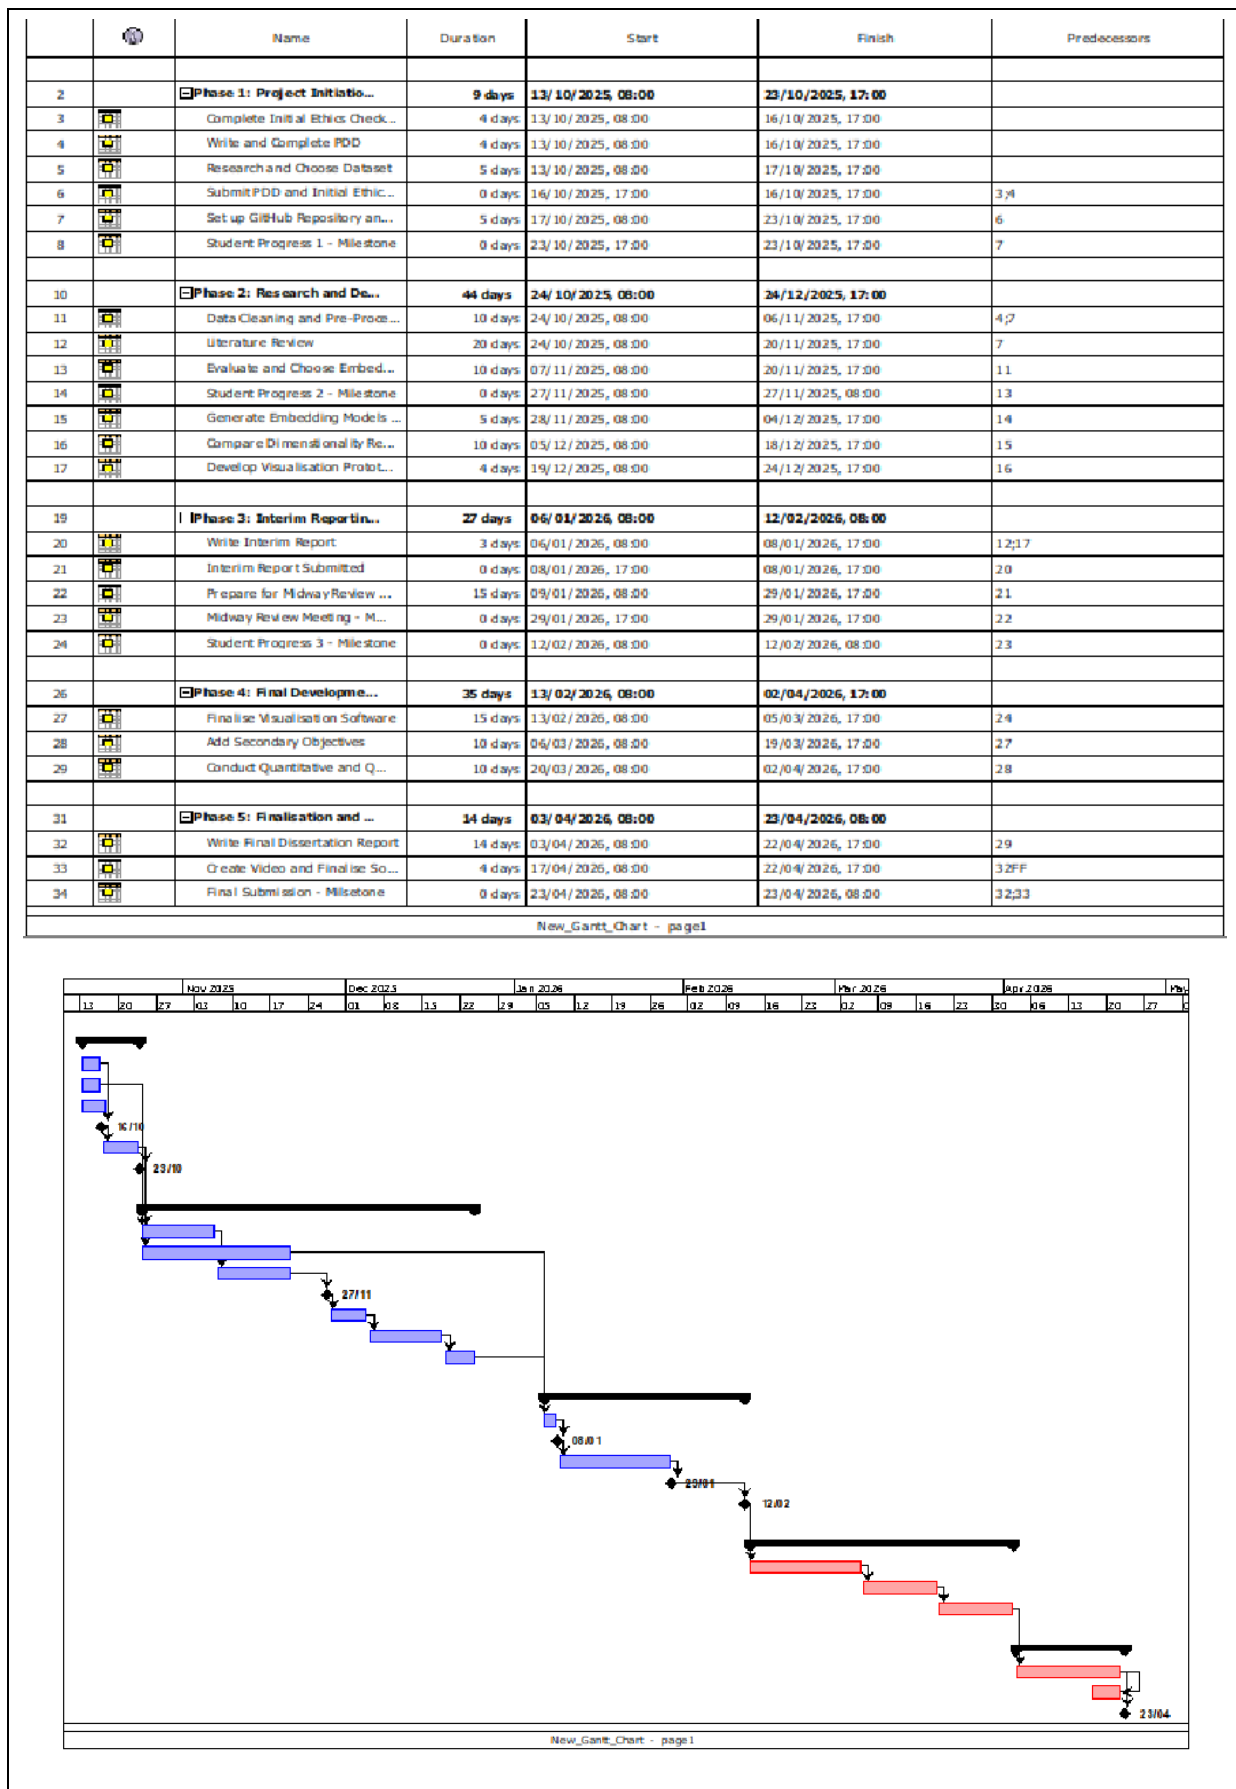 Name Duration Start Finish Predecessors
2 Phase 1: Project Initiatio... 9 days 13/10/2025, 08:00 23/10/2025, 17:00
3 Complete Initial Ethics Check... 4 days 13/10/2025, 08:00 16/10/2025, 17:00
4 Write and Complete PDD 4 days 13/10/2025, 08:00 16/10/2025, 17:00
5 Research and Choose Dataset 5 days 13/10/2025, 08:00 17/10/2025, 17:00
6 Submit PDD and Initial Ethic... 0 days 16/10/2025, 17:00 16/10/2025, 17:00 3;4
7 Set up GitHub Repository an... 5 days 17/10/2025, 08:00 23/10/2025, 17:00 6
8 Student Progress 1 - Milestone 0 days 23/10/2025, 17:00 23/10/2025, 17:00 7
10 Phase 2: Research and De... 44 days 24/10/2025, 08:00 24/12/2025, 17:00
11 Data Cleaning and Pre-Proce... 10 days 24/10/2025, 08:00 06/11/2025, 17:00 4;7
12 Literature Review 20 days 24/10/2025, 08:00 20/11/2025, 17:00 7
13 Evaluate and Choose Embed... 10 days 07/11/2025, 08:00 20/11/2025, 17:00 11
14 Student Progress 2 - Milestone 0 days 27/11/2025, 08:00 27/11/2025, 08:00 13
15 Generate Embedding Models ... 5 days 28/11/2025, 08:00 04/12/2025, 17:00 14
16 Compare Dimenstionality Re... 10 days 05/12/2025, 08:00 18/12/2025, 17:00 15
17 Develop Visualisation Protot... 4 days 19/12/2025, 08:00 24/12/2025, 17:00 16
19 Phase 3: Interim Reportin... 27 days 06/01/2026, 08:00 12/02/2026, 08:00
20 Write Interim Report 3 days 06/01/2026, 08:00 08/01/2026, 17:00 12;17
21 Interim Report Submitted 0 days 08/01/2026, 17:00 08/01/2026, 17:00 20
22 Prepare for Midway Review ... 15 days 09/01/2026, 08:00 29/01/2026, 17:00 21
23 Midway Review Meeting - M... 0 days 29/01/2026, 17:00 29/01/2026, 17:00 22
24 Student Progress 3 - Milestone 0 days 12/02/2026, 08:00 12/02/2026, 08:00 23
26 Phase 4: Final Developme... 35 days 13/02/2026, 08:00 02/04/2026, 17:00
27 Finalise Visualisation Software 15 days 13/02/2026, 08:00 05/03/2026, 17:00 24
28 Add Secondary Objectives 10 days 06/03/2026, 08:00 19/03/2026, 17:00 27
29 Conduct Quantitative and Q... 10 days 20/03/2026, 08:00 02/04/2026, 17:00 28
31 Phase 5: Finalisation and ... 14 days 03/04/2026, 08:00 23/04/2026, 08:00
32 Write Final Dissertation Report 14 days 03/04/2026, 08:00 22/04/2026, 17:00 29
33 Create Video and Finalise So... 4 days 17/04/2026, 08:00 22/04/2026, 17:00 32FF
34 Final Submission - Milsetone 0 days 23/04/2026, 08:00 23/04/2026, 08:00 32;33
New_Gantt_Chart - page1
Nov 2025 Dec 2025 Jan 2026 Feb 2026 Mar 2026 Apr 2026 May
13 20 27 03 10 17 24 01 08 15 22 29 05 12 19 26 02 09 16 23 02 09 16 23 30 06 13 20 27
16/10
23/10
27/11
08/01
29/01
12/02
23/04
New_Gantt_Chart - page1